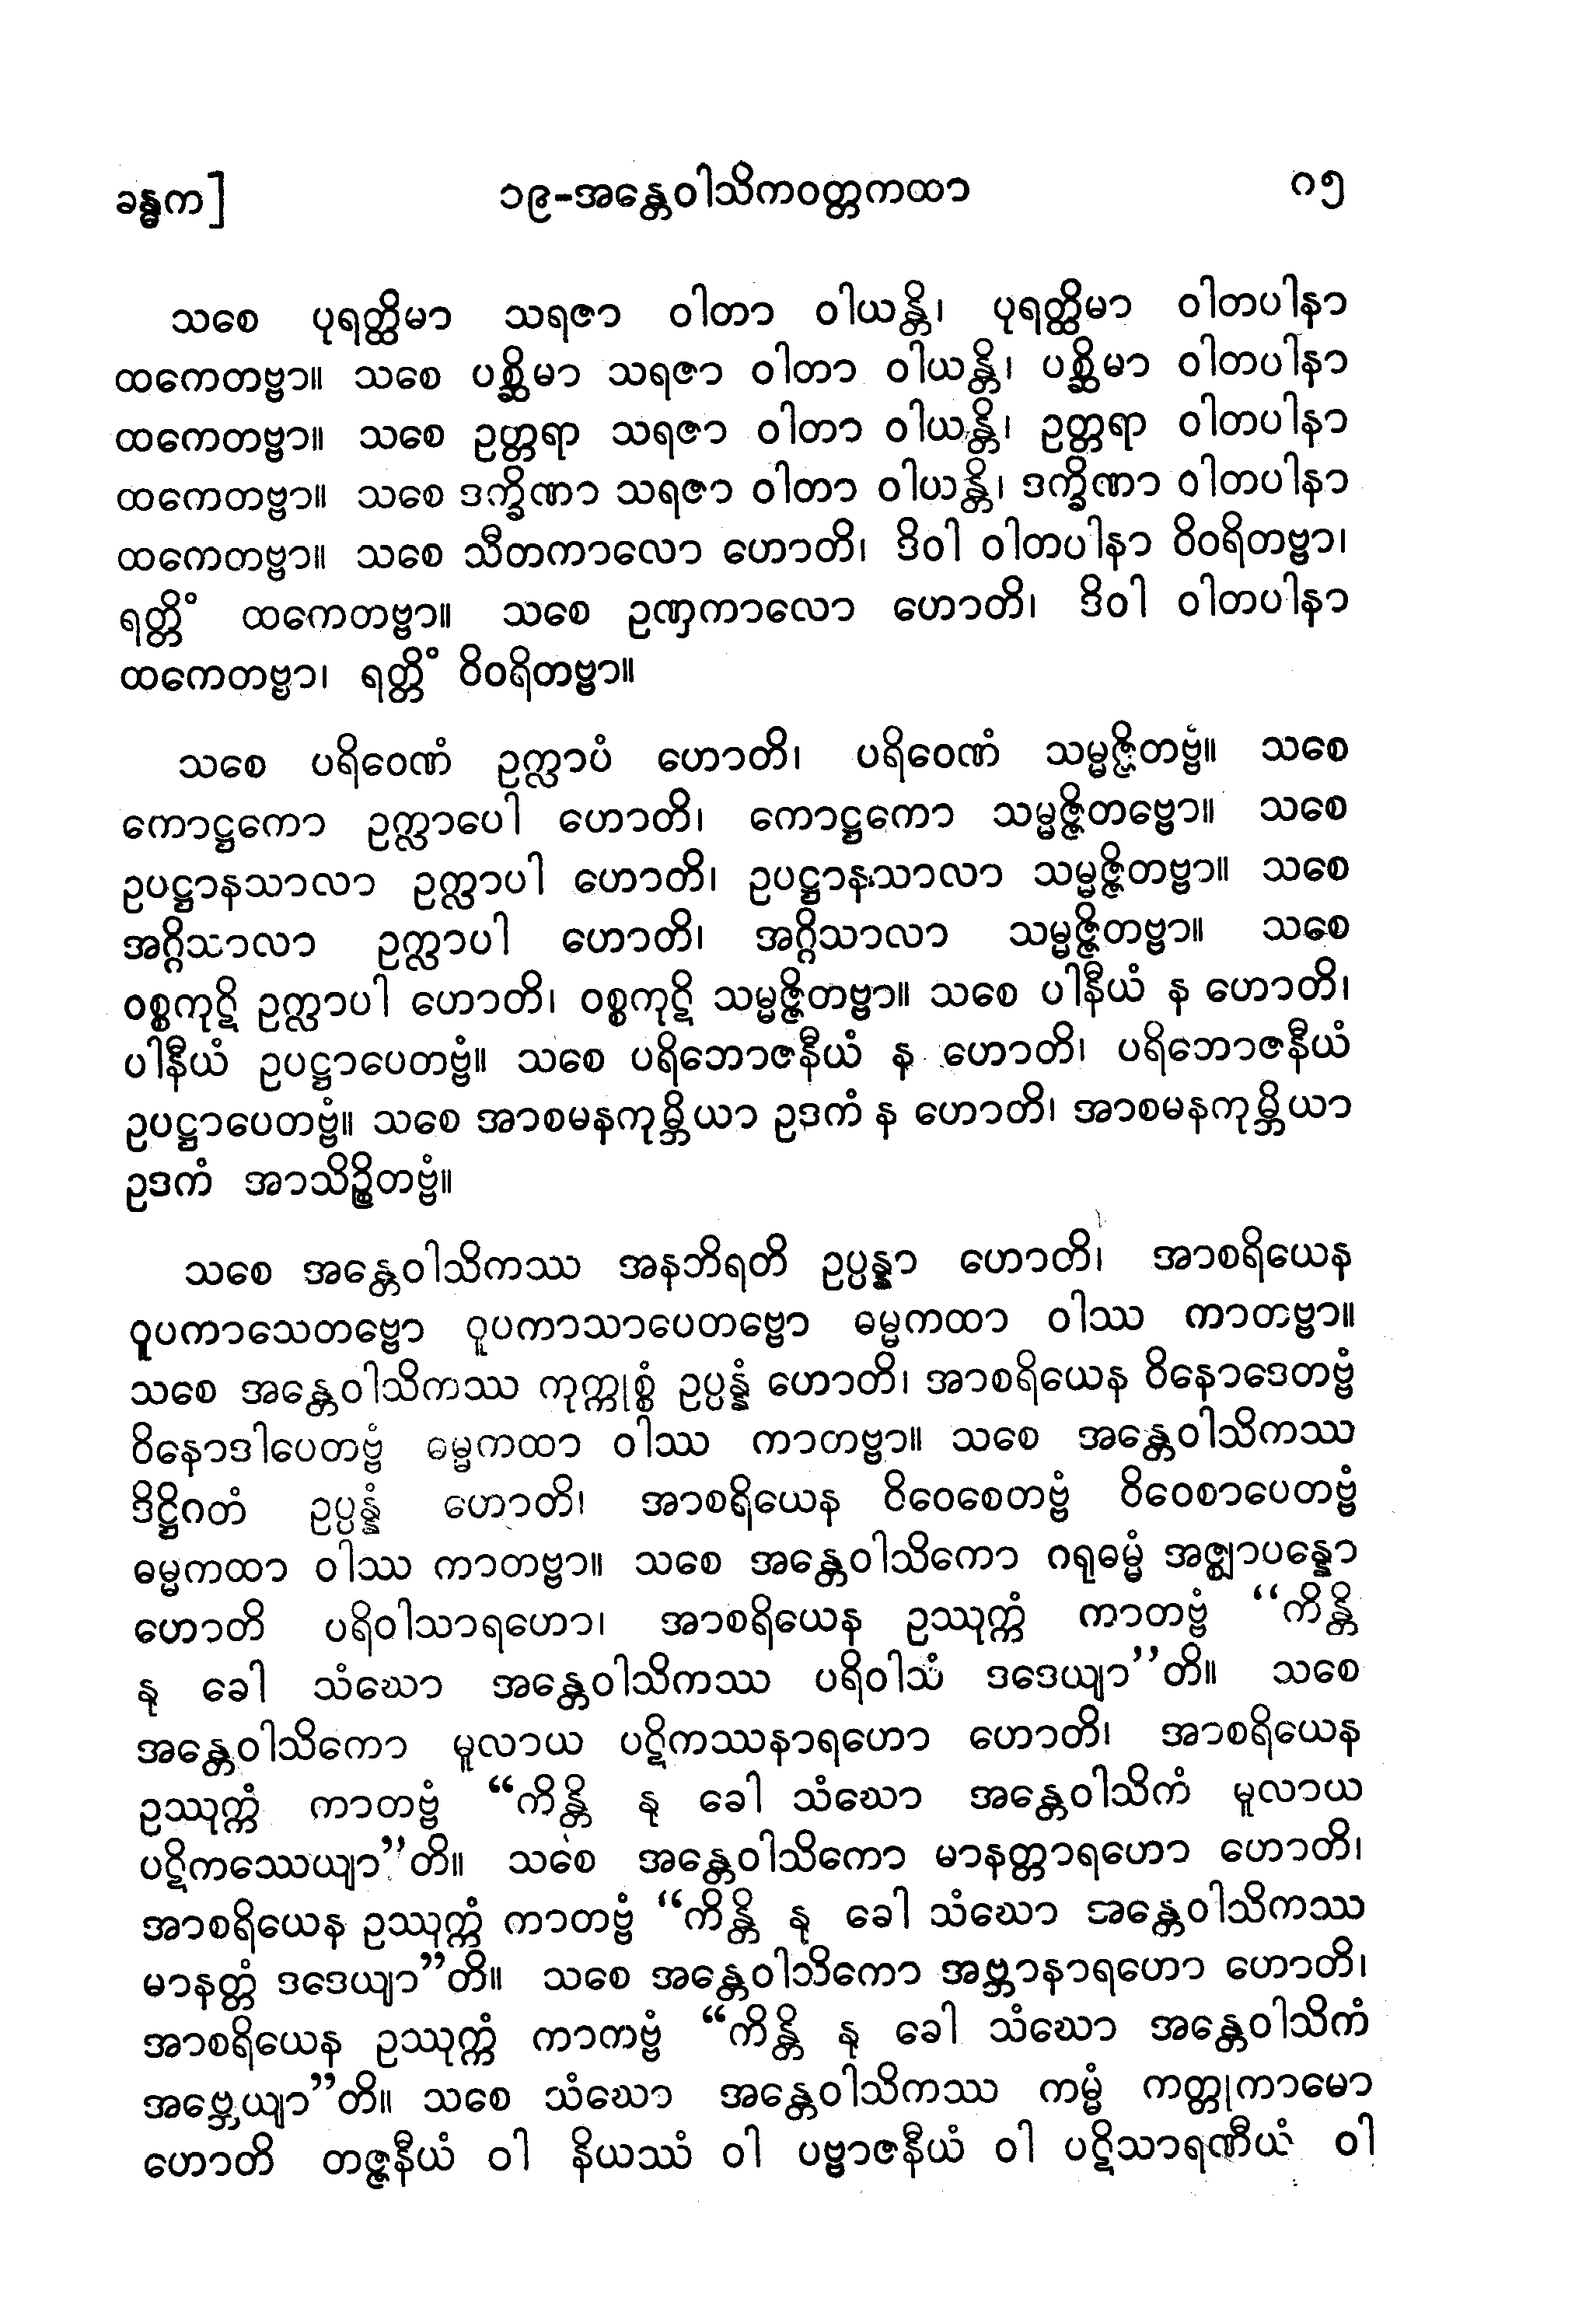 ခန္ဓက] ၁၉-အန္တေဝါသိကဝတ္တကထာ ၈၅
သစေ ပုရတ္ထိမာ သရဇာ ဝါတာ ဝါယန္တိ၊ ပုရတ္ထိမာ ဝါတပါနာ
ထကေတဗ္ဗာ။ သစေ ပစ္ဆိမာ သရဇာ ဝါတာ ဝါယန္တိ၊ ပစ္ဆိမာ ဝါတပါနာ
ထကေတဗ္ဗာ။ သစေ ဥတ္တရာ သရဇာ ဝါတာ ဝါယန္တိ၊ ဥတ္တရာ ဝါတပါနာ
ထကေတဗ္ဗာ။ သစေ ဒက္ခိဏာ သရဇာ ဝါတာ ဝါယန္တိ၊ ဒက္ခိဏာ ဝါတပါနာ
ထကေတဗ္ဗာ။ သစေ သီတကာလော ဟောတိ၊ ဒိဝါ ဝါတပါနာ ဝိဝရိတဗ္ဗာ၊
ရတ္တိံ ထကေတဗ္ဗာ။ သစေ ဥဏှကာလော ဟောတိ၊ ဒိဝါ ဝါတပါနာ
ထကေတဗ္ဗာ၊ ရတ္တိံ ဝိဝရိတဗ္ဗာ။
သစေ ပရိဝေဏံ ဥက္လာပံ ဟောတိ၊ ပရိဝေဏံ သမ္မဇ္ဇိတဗ္ဗံ။ သစေ
ကောဋ္ဌကော ဥက္လာပေါ ဟောတိ၊ ကောဋ္ဌကော သမ္မဇ္ဇိတဗ္ဗော။ သစေ
ဥပဋ္ဌာနသာလာ ဥက္လာပါ ဟောတိ၊ ဥပဋ္ဌာနသာလာ သမ္မဇ္ဇိတဗ္ဗာ။ သစေ
အဂ္ဂိသာလာ ဥက္လာပါ ဟောတိ၊ အဂ္ဂိသာလာ သမ္မဇ္ဇိတဗ္ဗာ။ သစေ
ဝစ္စကုဋိ ဥက္လာပါ ဟောတိ၊ ဝစ္စကုဋိ သမ္မဇ္ဇိတဗ္ဗာ။ သစေ ပါနီယံ န ဟောတိ၊
ပါနီယံ ဥပဋ္ဌာပေတဗ္ဗံ။ သစေ ပရိဘောဇနီယံ န ဟောတိ၊ ပရိဘောဇနီယံ
ဥပဋ္ဌာပေတဗ္ဗံ။ သစေ အာစမနကုမ္ဘိယာ ဥဒကံ န ဟောတိ၊ အာစမနကုမ္ဘိယာ
ဥဒကံ အာသိဉ္စိတဗ္ဗံ။
သစေ အန္တေဝါသိကဿ အနဘိရတိ ဥပ္ပန္နာ ဟောတိ၊ အာစရိယေန
ဝူပကာသေတဗ္ဗော ဝူပကာသာပေတဗ္ဗော ဓမ္မကထာ ဝါဿ ကာတဗ္ဗာ။
သစေ အန္တေဝါသိကဿ ကုက္ကုစ္စံ ဥပ္ပန္နံ ဟောတိ၊ အာစရိယေန ဝိနောဒေတဗ္ဗံ
ဝိနောဒါပေတဗ္ဗံ ဓမ္မကထာ ဝါဿ ကာတဗ္ဗာ။ သစေ အန္တေဝါသိကဿ
ဒိဋ္ဌိဂတံ ဥပ္ပန္နံ ဟောတိ၊ အာစရိယေန ဝိဝေစေတဗ္ဗံ ဝိဝေစာပေတဗ္ဗံ
ဓမ္မကထာ ဝါဿ ကာတဗ္ဗာ။ သစေ အန္တေဝါသိကော ဂရုဓမ္မံ အဇ္ဈာပန္နော
ဟောတိ ပရိဝါသာရဟော၊ အာစရိယေန ဥဿုက္ကံ ကာတဗ္ဗံ “ကိန္တိ
နု ခေါ သံဃော အန္တေဝါသိကဿ ပရိဝါသံ ဒဒေယျာ”တိ။ သစေ
အန္တေဝါသိကော မူလာယ ပဋိကဿနာရဟော ဟောတိ၊ အာစရိယေန
ဥဿုက္ကံ ကာတဗ္ဗံ “ကိန္တိ နု ခေါ သံဃော အန္တေဝါသိကံ မူလာယ
ပဋိကဿေယျာ”တိ။ သစေ အန္တေဝါသိကော မာနတ္တာရဟော ဟောတိ၊
အာစရိယေန ဥဿုက္ကံ ကာတဗ္ဗံ “ကိန္တိ နု ခေါ သံဃော အန္တေဝါသိကဿ
မာနတ္တံ ဒဒေယျာ”တိ။ သစေ အန္တေဝါသိကော အဗ္ဘာနာရဟော ဟောတိ၊
အာစရိယေန ဥဿုက္ကံ ကာတဗ္ဗံ “ကိန္တိ နု ခေါ သံဃော အန္တေဝါသိကံ
အဗ္ဘေယျာ”တိ။ သစေ သံဃော အန္တေဝါသိကဿ ကမ္မံ ကတ္တုကာမော
ဟောတိ တဇ္ဇနီယံ ဝါ နိယဿံ ဝါ ပဗ္ဗာဇနီယံ ဝါ ပဋိသာရဏီယံ ဝါ